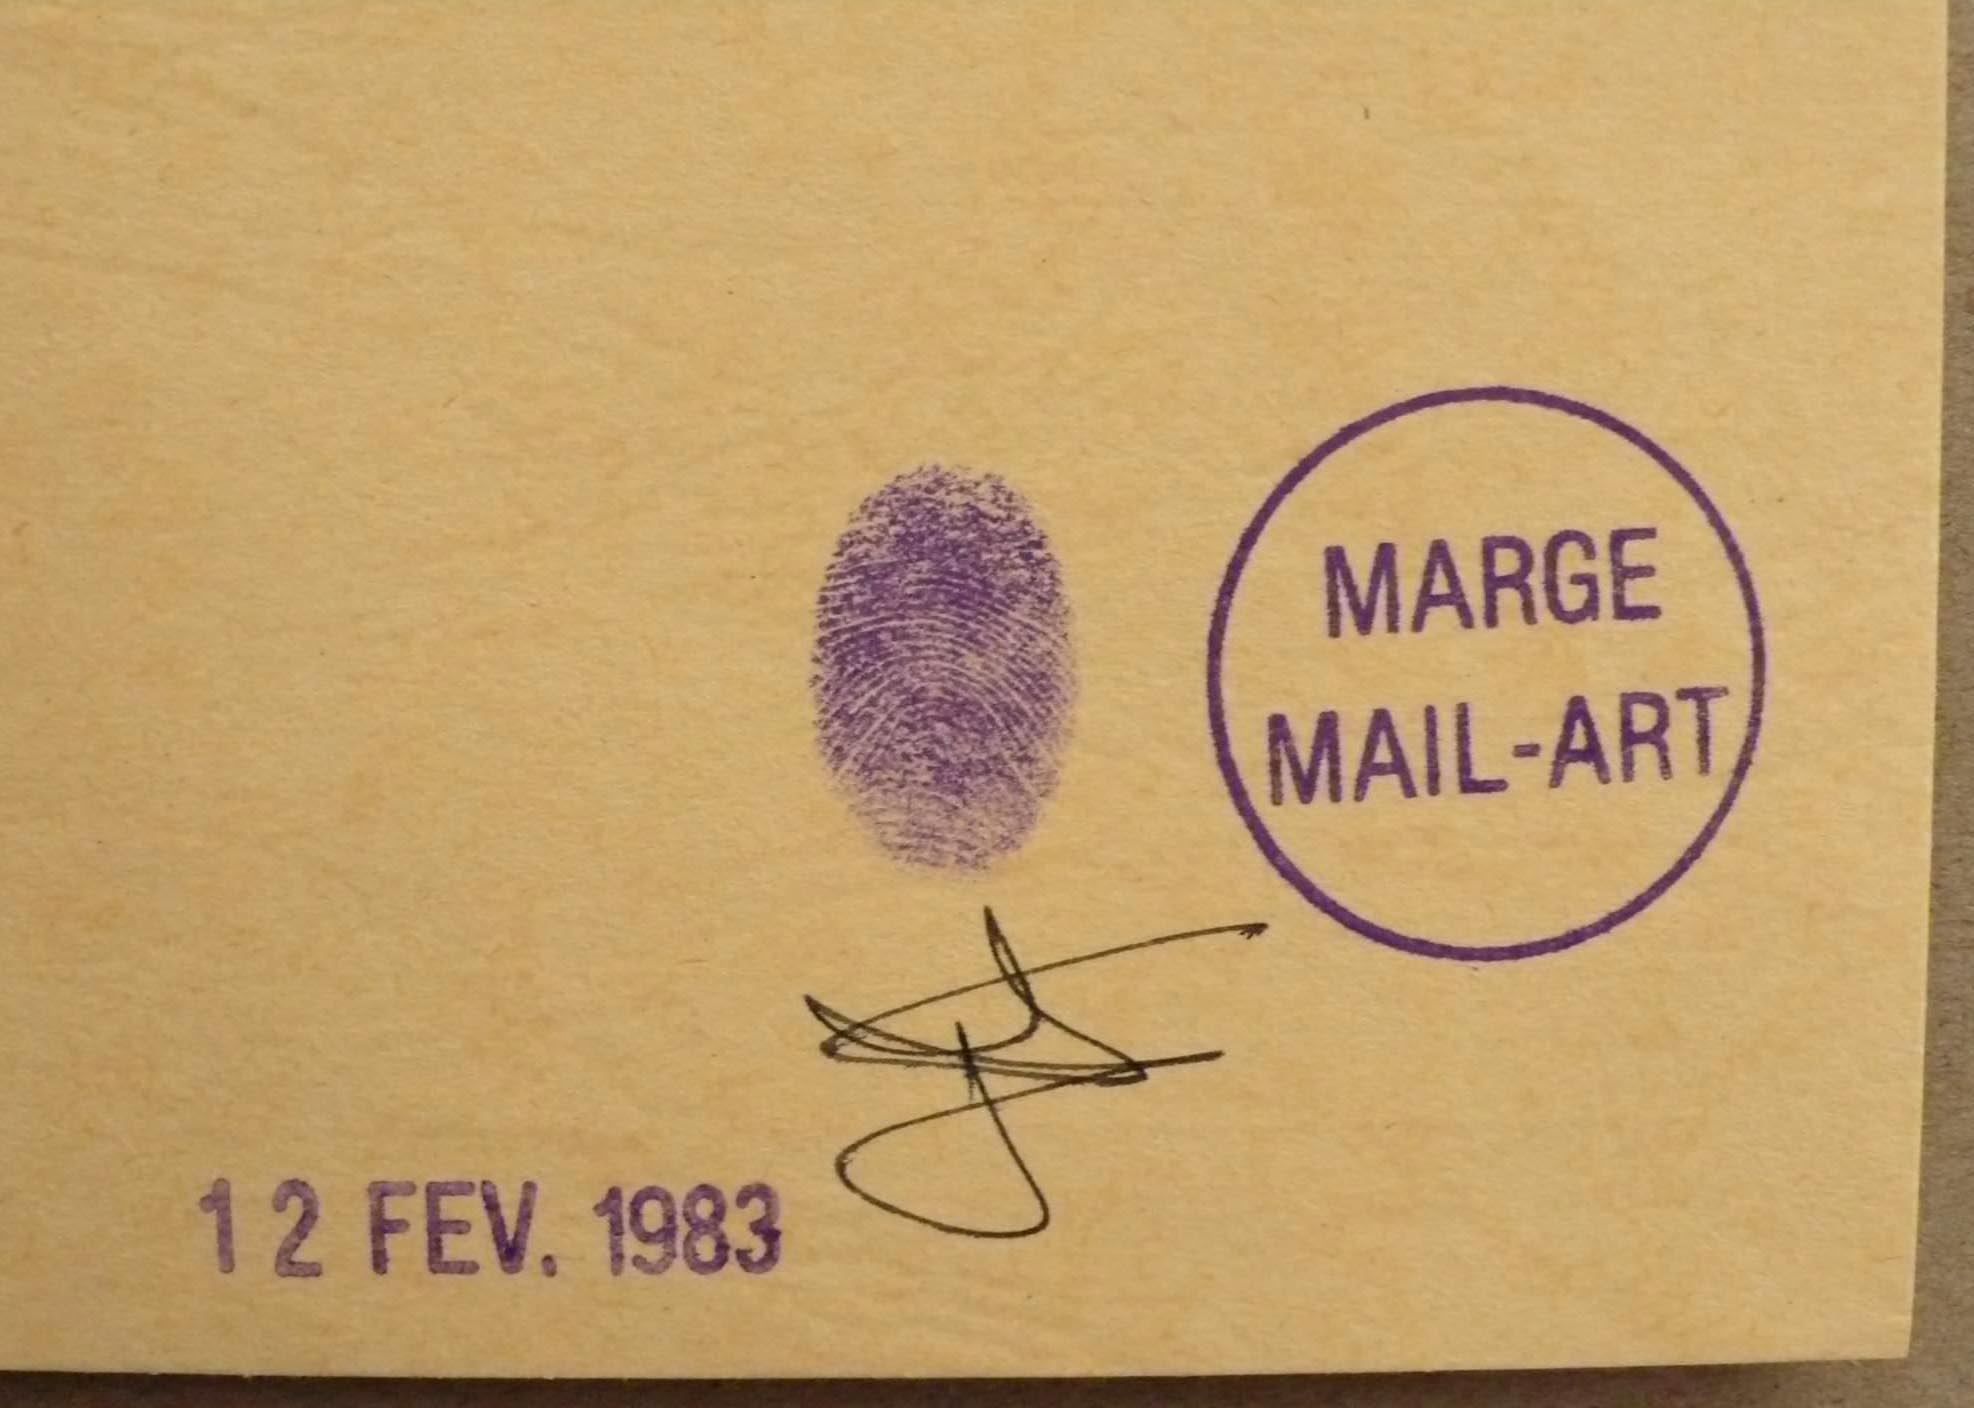 MARGE
MAIL-ART
12 FEV. 1983